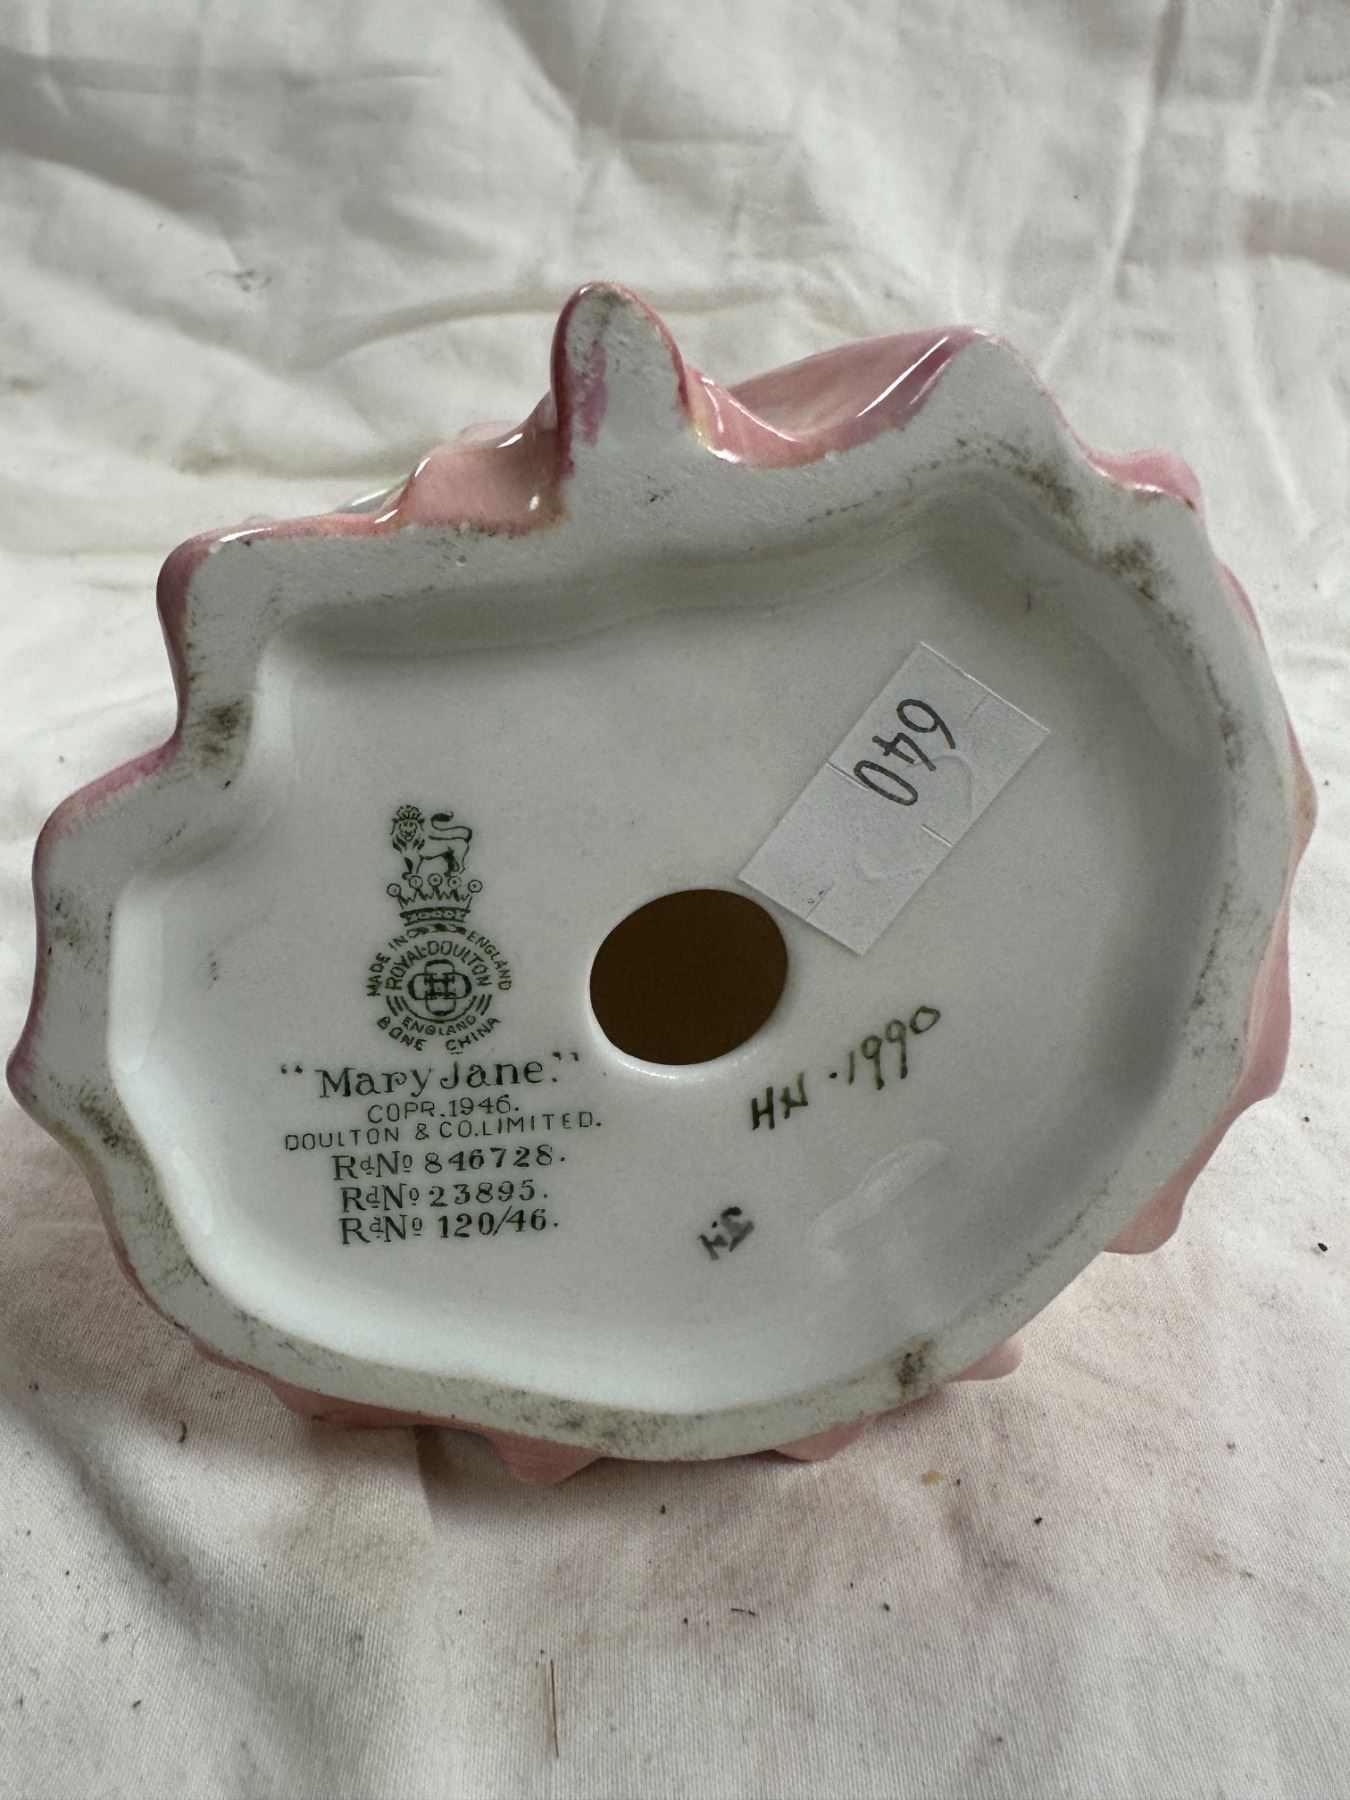 640
MADE IN ENGLAND
ROYAL·DOULTON
ENGLAND
BONE CHINA
"Mary Jane."
COPR.1946.
DOULTON & CO.LIMITED.
RdNo 846728.
RdNo 23895.
RdNo 120/46.
HN·1990